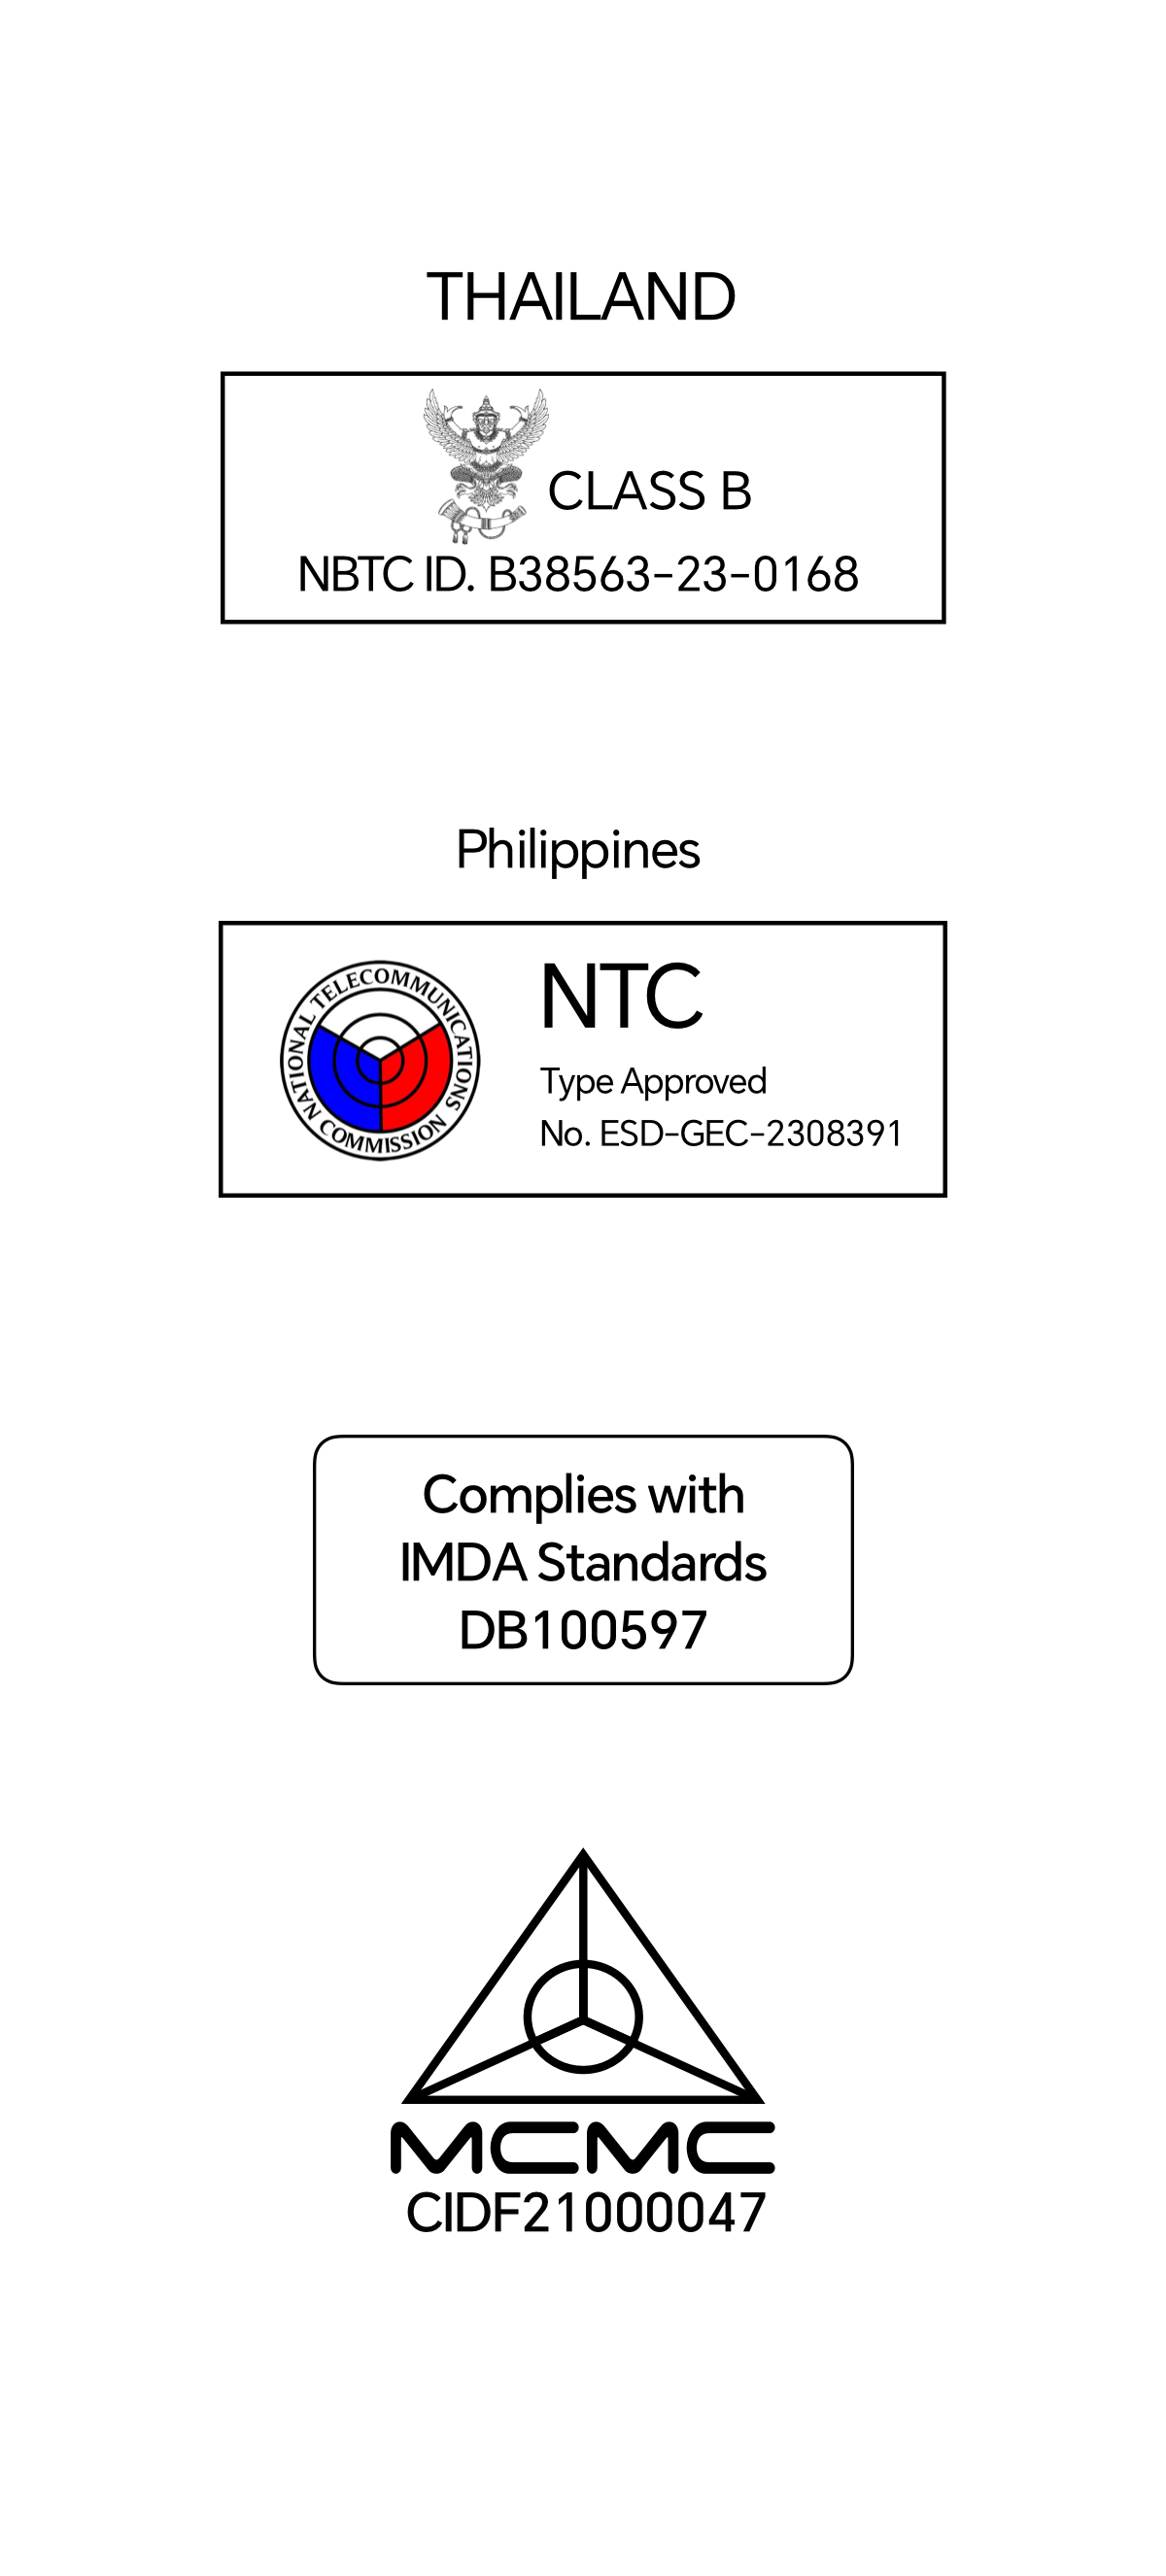 THAILAND
CLASS B
NBTC ID. B38563-23-0168
Philippines
NATIONAL TELECOMMUNICATIONS COMMISSION
NTC
Type Approved
No. ESD-GEC-2308391
Complies with
IMDA Standards
DB100597
MCMC
CIDF21000047